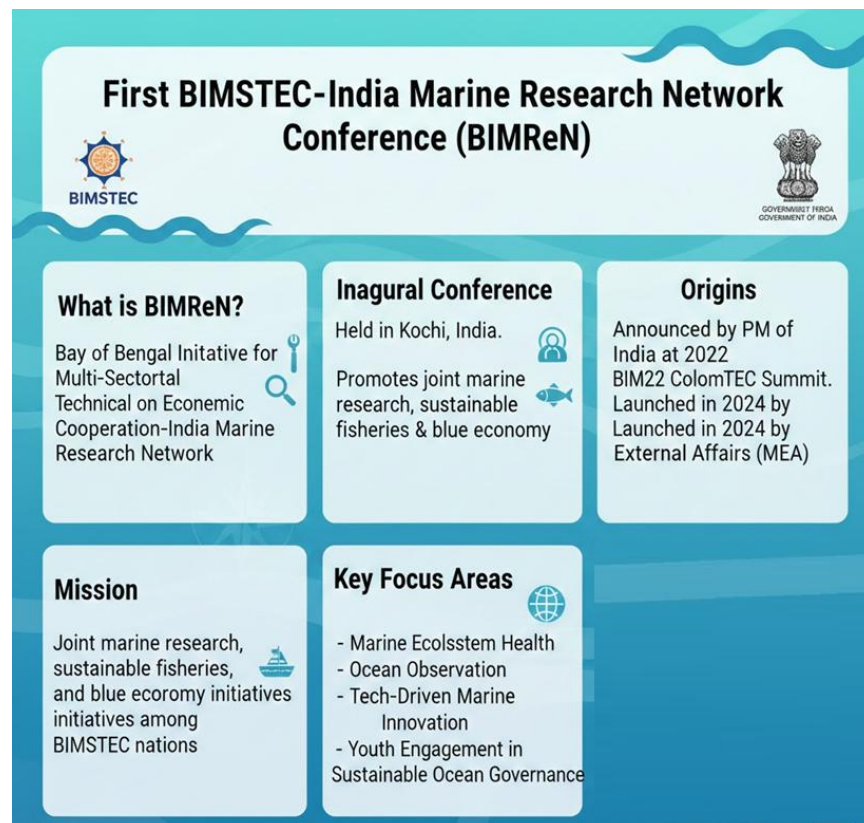 First BIMSTEC-India Marine Research Network
Conference (BIMReN)
BIMSTEC
GOVERNMARIT FHRGA
GOVERNMENT OF INDIA
What is BIMReN?
Bay of Bengal Initative for
Multi-Sectortal
Technical on Economic
Cooperation-India Marine
Research Network
Inagural Conference
Held in Kochi, India.
Promotes joint marine
research, sustainable
fisheries & blue economy
Origins
Announced by PM of
India at 2022
BIM22 ColomTEC Summit.
Launched in 2024 by
Launched in 2024 by
External Affairs (MEA)
Mission
Joint marine research,
sustainable fisheries,
and blue ecoromy initiatives
initiatives among
BIMSTEC nations
Key Focus Areas
- Marine Ecolsstem Health
- Ocean Observation
- Tech-Driven Marine
Innovation
- Youth Engagement in
Sustainable Ocean Governance